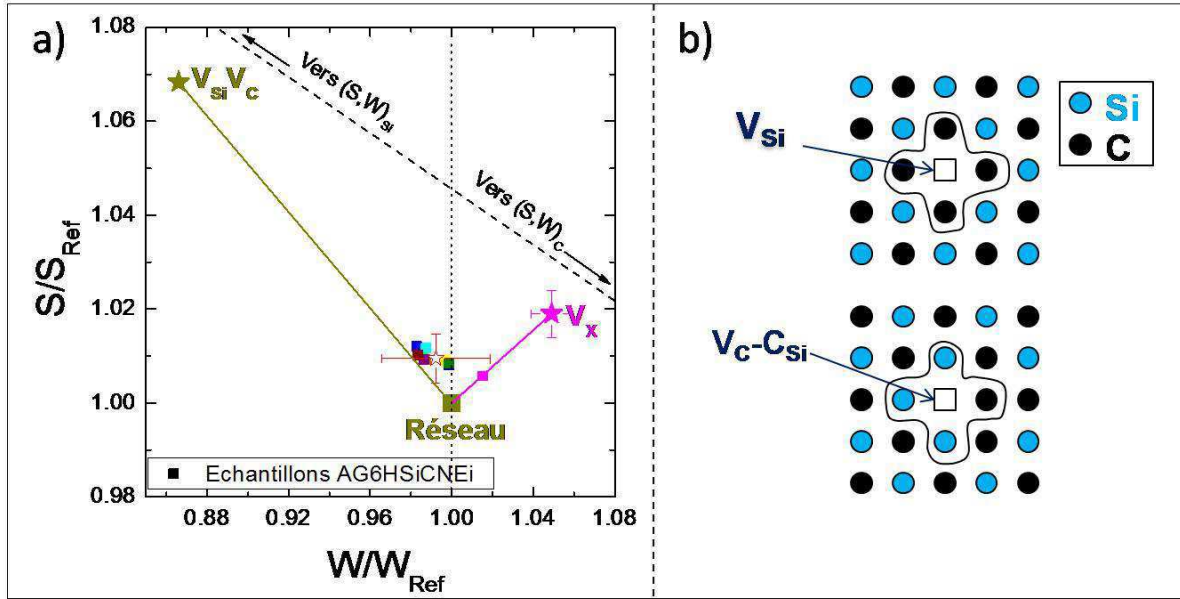 a)
1.08
1.06
1.04
1.02
1.00
0.98
S/S_Ref
V_siV_C
Vers (S,W)_Si
Vers (S,W)_C
V_x
Réseau
Echantillons AG6HSiCNEi
0.88
0.92
0.96
1.00
1.04
1.08
W/W_Ref
b)
Si
C
V_Si
V_C-C_Si